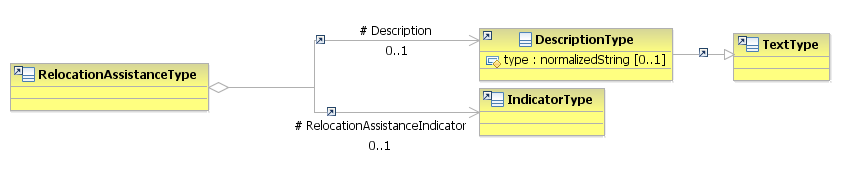 # Description
0..1
RelocationAssistanceType
DescriptionType
type : normalizedString [0..1]
TextType
# RelocationAssistanceIndicator
0..1
IndicatorType